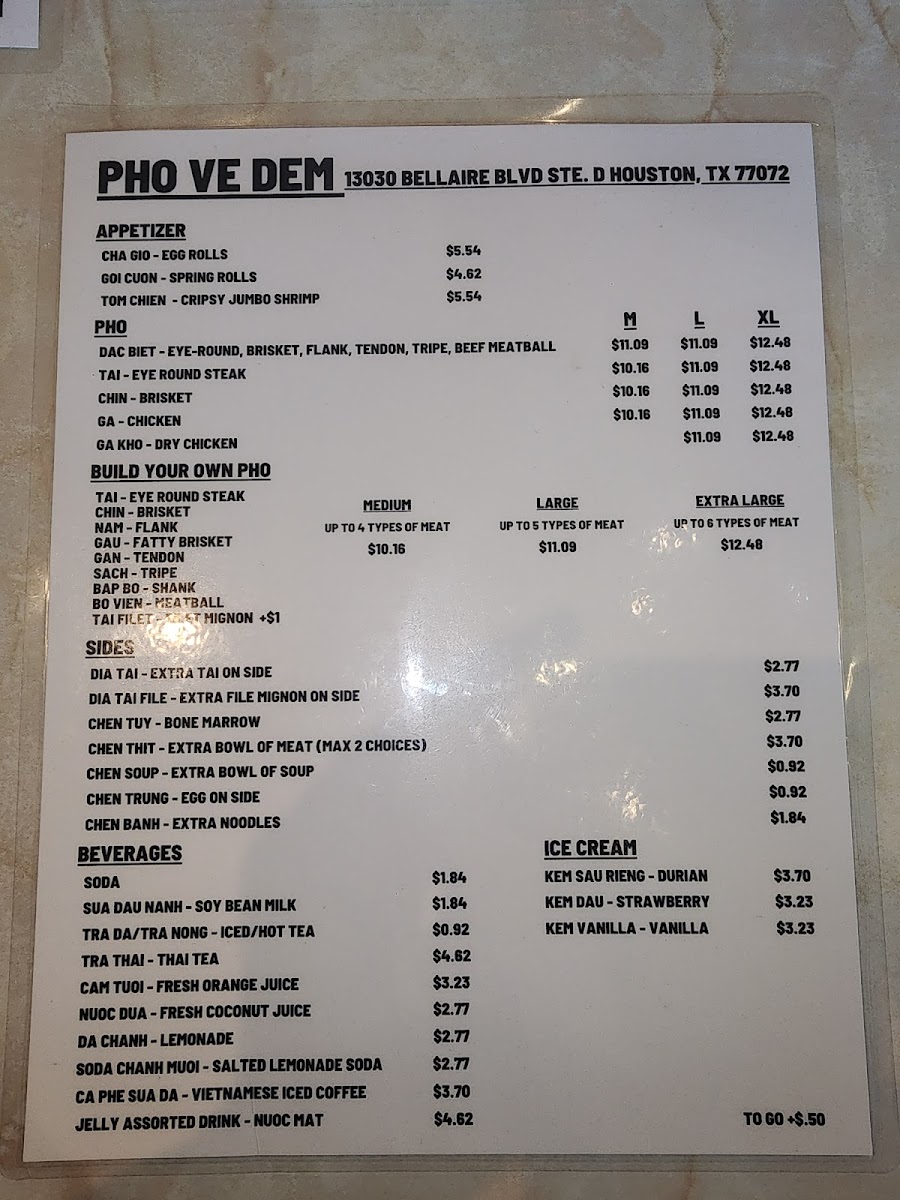 PHO VE DEM 13030 BELLAIRE BLVD STE. D HOUSTON, TX 77072
APPETIZER
CHA GIO - EGG ROLLS $5.54
GOI CUON - SPRING ROLLS $4.62
TOM CHIEN - CRIPSY JUMBO SHRIMP $5.54
PHO M L XL
DAC BIET - EYE-ROUND, BRISKET, FLANK, TENDON, TRIPE, BEEF MEATBALL $11.09 $11.09 $12.48
TAI - EYE ROUND STEAK $10.16 $11.09 $12.48
CHIN - BRISKET $10.16 $11.09 $12.48
GA - CHICKEN $10.16 $11.09 $12.48
GA KHO - DRY CHICKEN $11.09 $12.48
BUILD YOUR OWN PHO
TAI - EYE ROUND STEAK
CHIN - BRISKET
NAM - FLANK
GAU - FATTY BRISKET
GAN - TENDON
SACH - TRIPE
BAP BO - SHANK
BO VIEN - MEATBALL
TAI FILET - MIGNON +$1
MEDIUM LARGE EXTRA LARGE
UP TO 4 TYPES OF MEAT UP TO 5 TYPES OF MEAT UP TO 6 TYPES OF MEAT
$10.16 $11.09 $12.48
SIDES
DIA TAI - EXTRA TAI ON SIDE $2.77
DIA TAI FILE - EXTRA FILE MIGNON ON SIDE $3.70
CHEN TUY - BONE MARROW $2.77
CHEN THIT - EXTRA BOWL OF MEAT (MAX 2 CHOICES) $3.70
CHEN SOUP - EXTRA BOWL OF SOUP $0.92
CHEN TRUNG - EGG ON SIDE $0.92
CHEN BANH - EXTRA NOODLES $1.84
BEVERAGES
SODA $1.84
SUA DAU NANH - SOY BEAN MILK $1.84
TRA DA/TRA NONG - ICED/HOT TEA $0.92
TRA THAI - THAI TEA $4.62
CAM TUOI - FRESH ORANGE JUICE $3.23
NUOC DUA - FRESH COCONUT JUICE $2.77
DA CHANH - LEMONADE $2.77
SODA CHANH MUOI - SALTED LEMONADE SODA $2.77
CA PHE SUA DA - VIETNAMESE ICED COFFEE $3.70
JELLY ASSORTED DRINK - NUOC MAT $4.62
ICE CREAM
KEM SAU RIENG - DURIAN $3.70
KEM DAU - STRAWBERRY $3.23
KEM VANILLA - VANILLA $3.23
TO GO +$.50